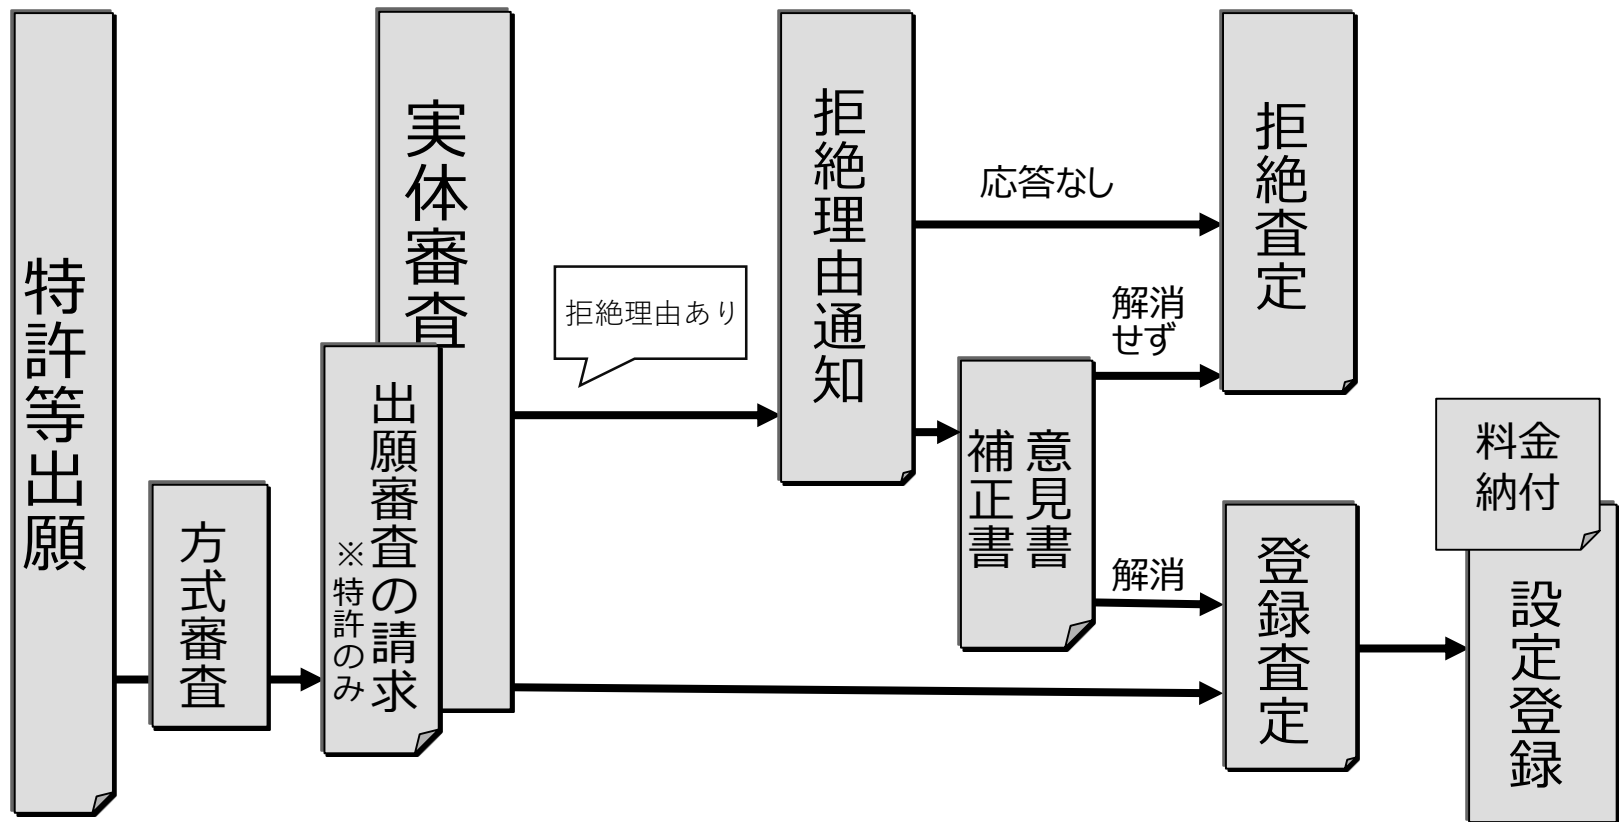 特許等出願
方式審査
出願審査の請求
※特許のみ
実体審査
拒絶理由あり
拒絶理由通知
応答なし
意見書
補正書
解消
せず
拒絶査定
解消
登録査定
料金
納付
設定登録